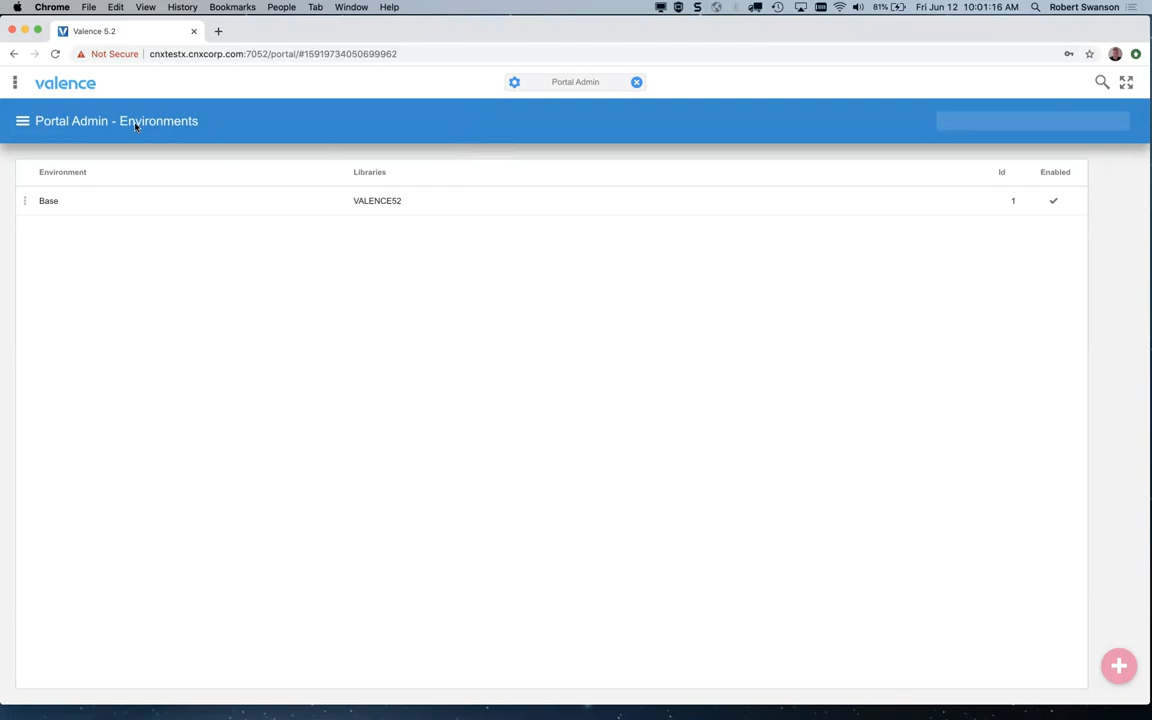 Chrome File Edit View History Bookmarks People Tab Window Help 81% Fri Jun 12 10:01:16 AM Robert Swanson
Valence 5.2
Not Secure cnxtestx.cnxcorp.com:7052/portal/#15919734050699962
valence Portal Admin
Portal Admin - Environments
Environment Libraries Id Enabled
Base VALENCE52 1